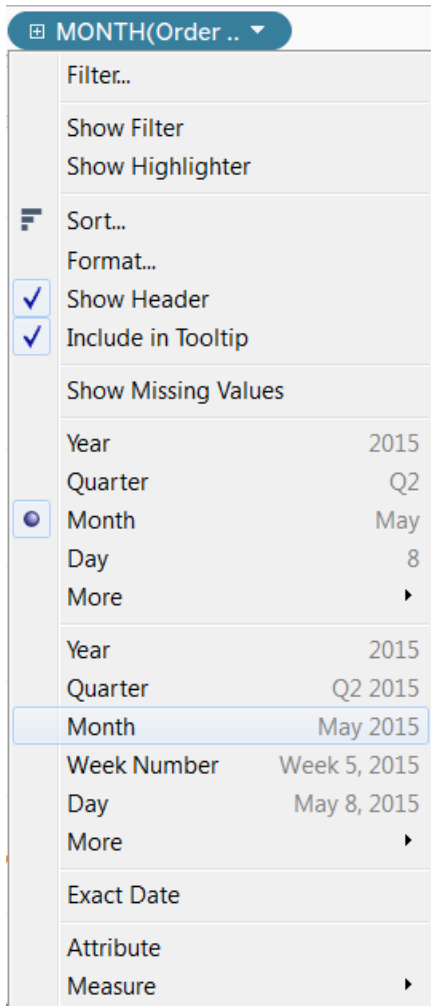 MONTH(Order ..
Filter...
Show Filter
Show Highlighter
Sort...
Format...
Show Header
Include in Tooltip
Show Missing Values
Year 2015
Quarter Q2
Month May
Day 8
More
Year 2015
Quarter Q2 2015
Month May 2015
Week Number Week 5, 2015
Day May 8, 2015
More
Exact Date
Attribute
Measure